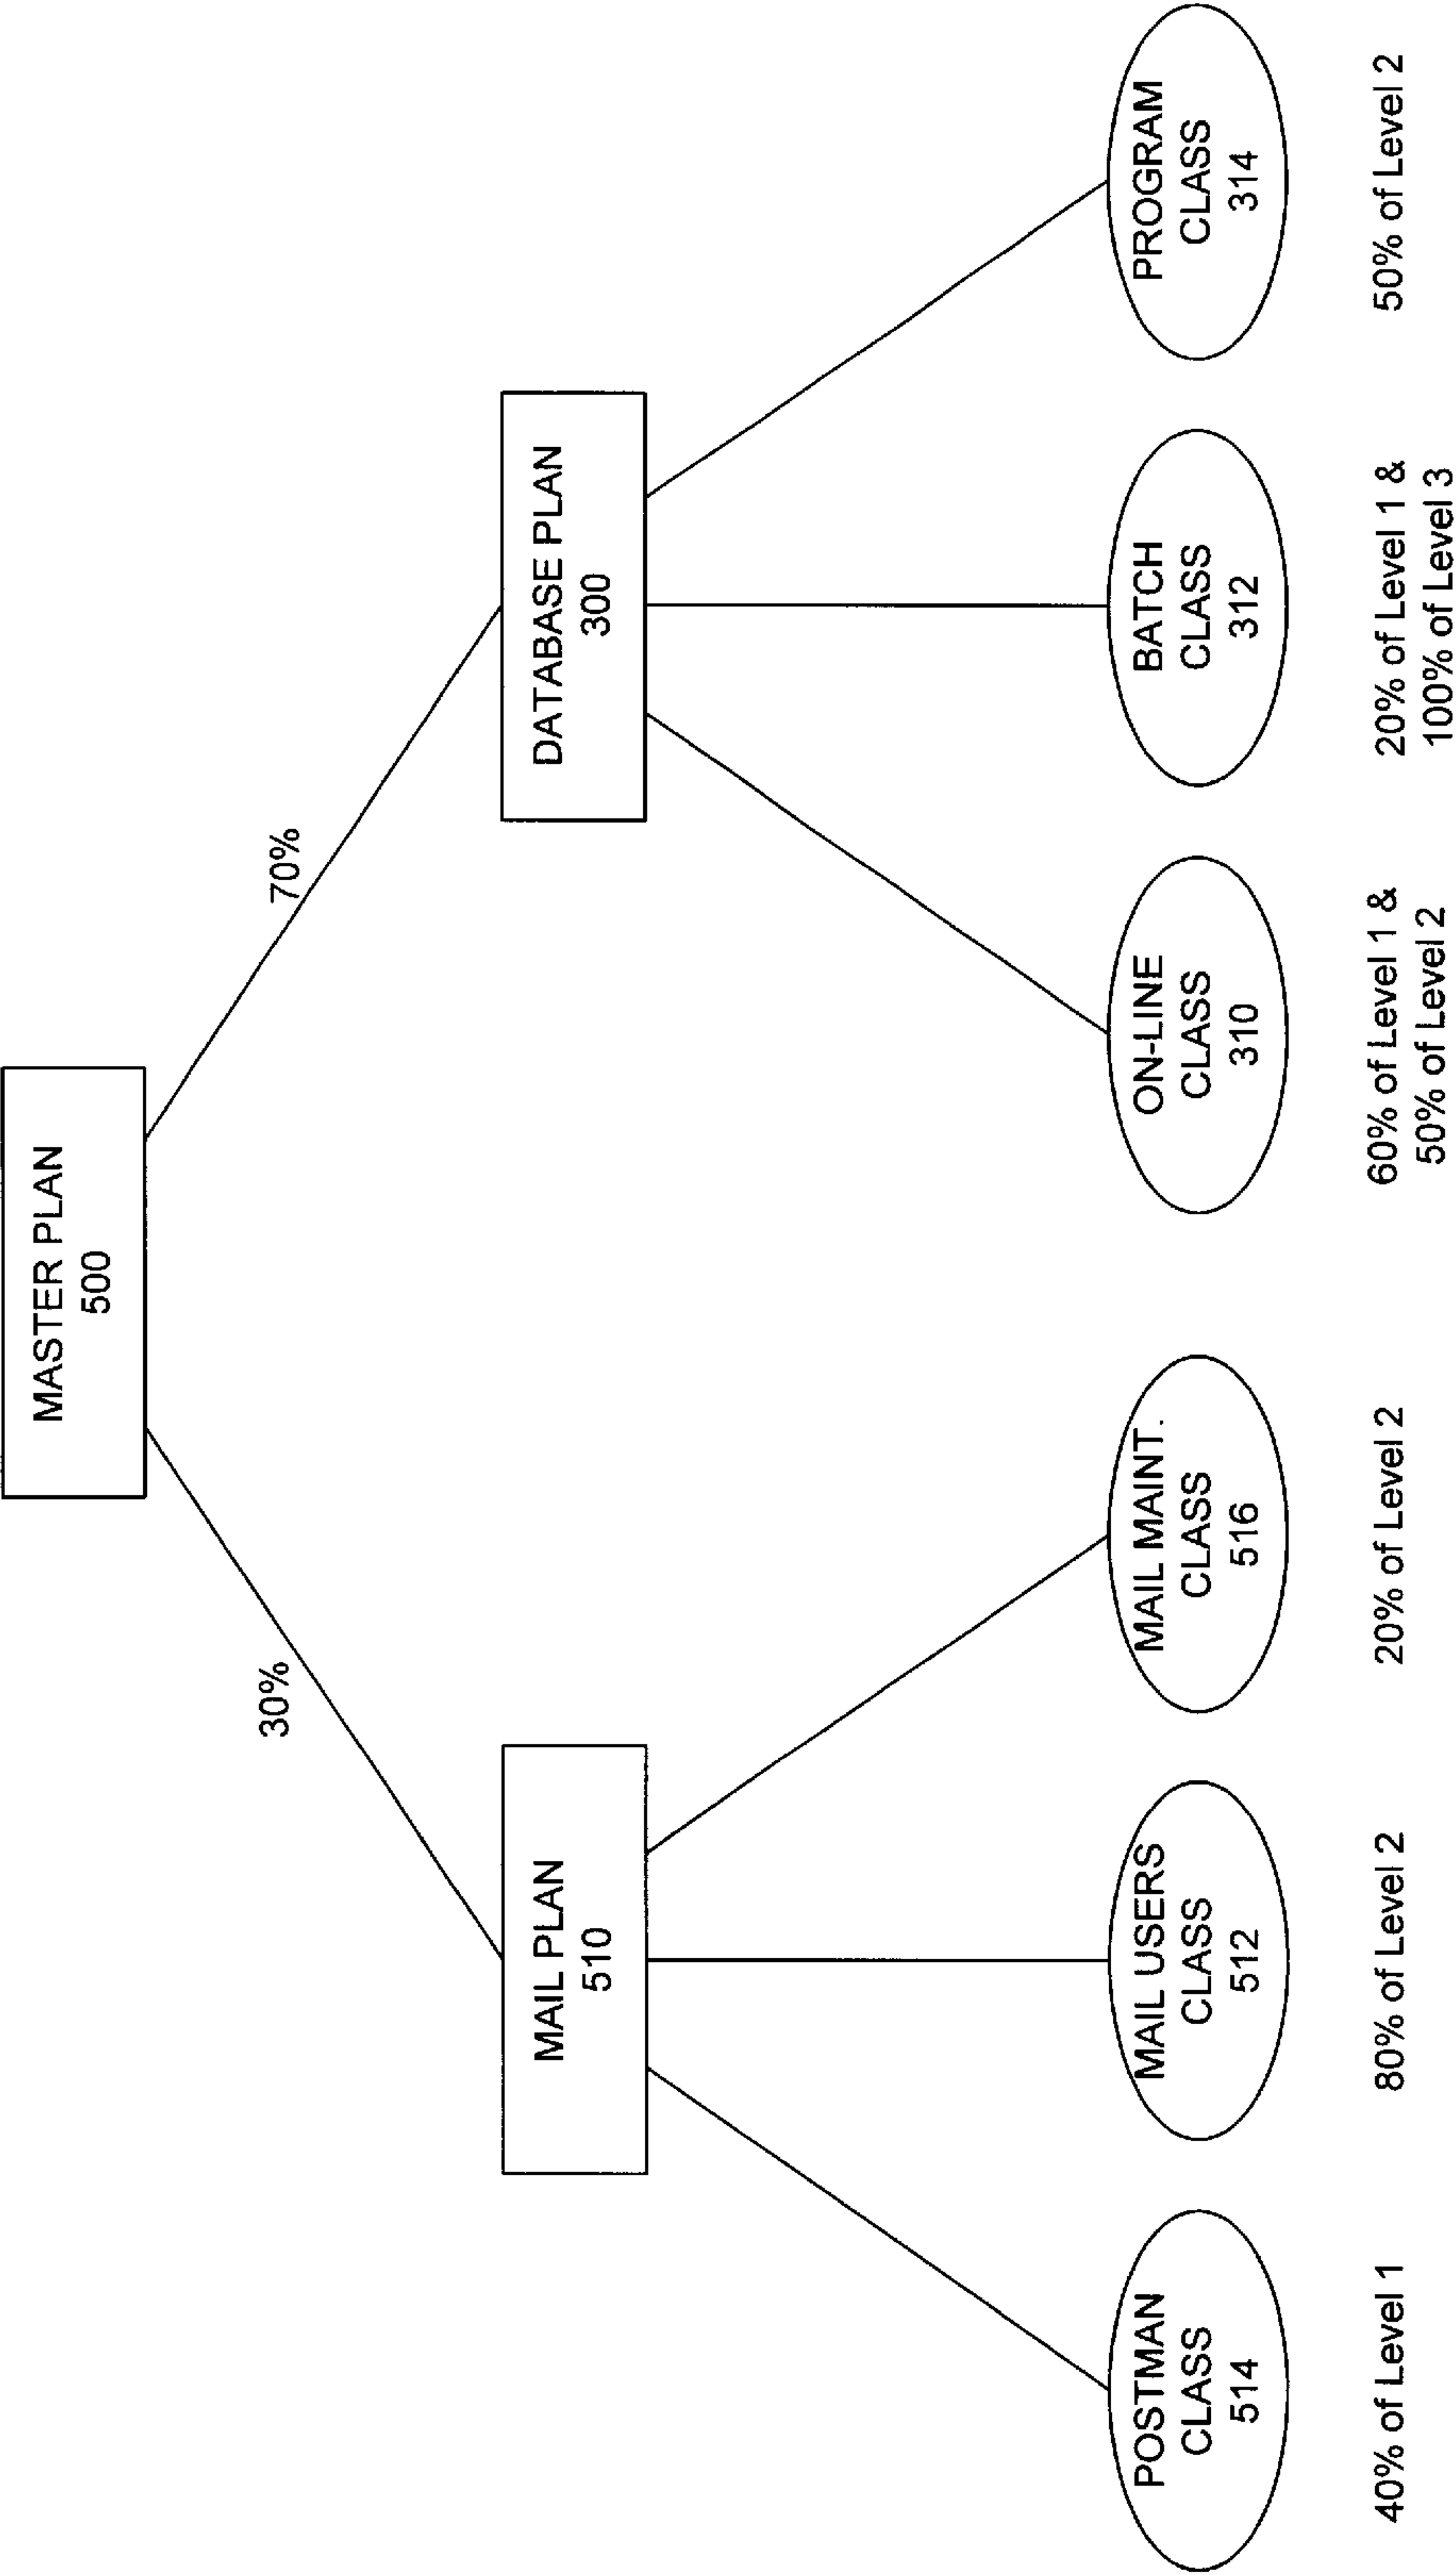 MASTER PLAN
500
30%
70%
MAIL PLAN
510
DATABASE PLAN
300
POSTMAN
CLASS
514
MAIL USERS
CLASS
512
MAIL MAINT.
CLASS
516
ON-LINE
CLASS
310
BATCH
CLASS
312
PROGRAM
CLASS
314
40% of Level 1
80% of Level 2
20% of Level 2
60% of Level 1 &
50% of Level 2
20% of Level 1 &
100% of Level 3
50% of Level 2